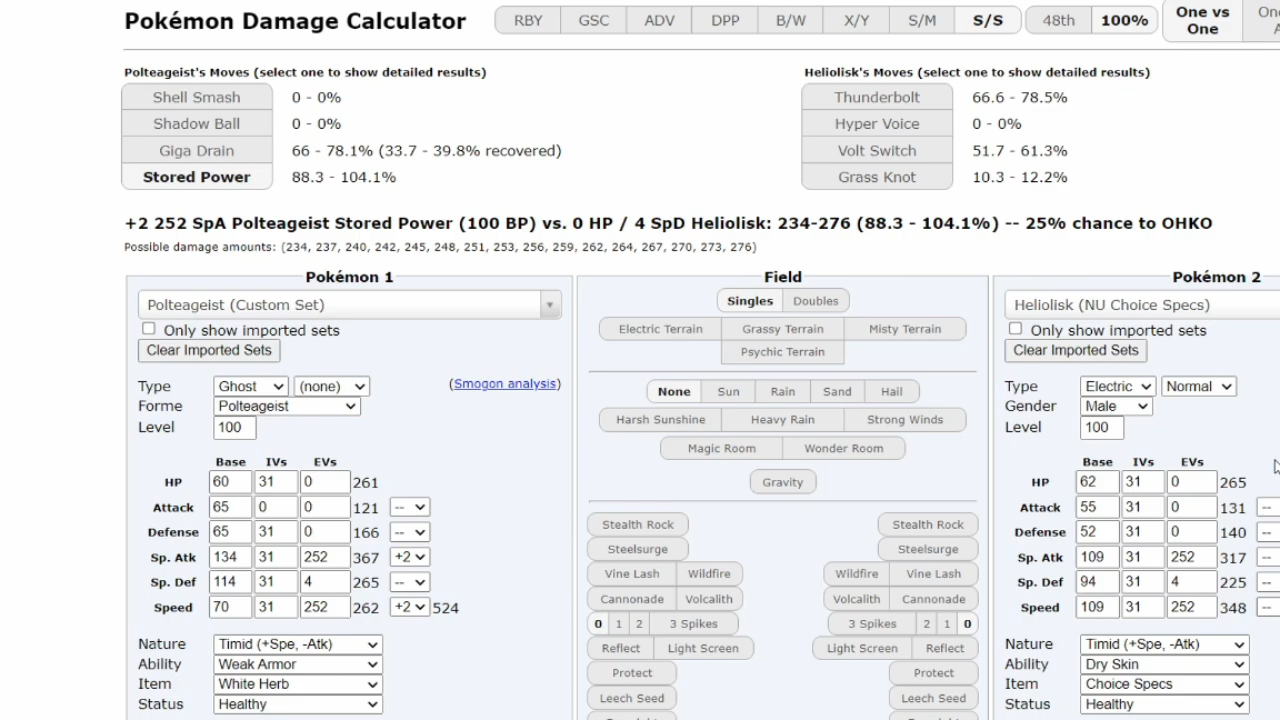 Pokémon Damage Calculator RBY GSC ADV DPP B/W X/Y S/M S/S 48th 100% One vs One
Polteageist's Moves (select one to show detailed results) Heliolisk's Moves (select one to show detailed results)
Shell Smash 0 - 0% Thunderbolt 66.6 - 78.5%
Shadow Ball 0 - 0% Hyper Voice 0 - 0%
Giga Drain 66 - 78.1% (33.7 - 39.8% recovered) Volt Switch 51.7 - 61.3%
Stored Power 88.3 - 104.1% Grass Knot 10.3 - 12.2%
+2 252 SpA Polteageist Stored Power (100 BP) vs. 0 HP / 4 SpD Heliolisk: 234-276 (88.3 - 104.1%) -- 25% chance to OHKO
Possible damage amounts: (234, 237, 240, 242, 245, 248, 251, 253, 256, 259, 262, 264, 267, 270, 273, 276)
Pokémon 1 Field Pokémon 2
Polteageist (Custom Set) Singles Doubles Heliolisk (NU Choice Specs)
Only show imported sets Electric Terrain Grassy Terrain Misty Terrain Only show imported sets
Clear Imported Sets Psychic Terrain Clear Imported Sets
Type Ghost (none) (Smogon analysis) None Sun Rain Sand Hail Type Electric Normal
Forme Polteageist Harsh Sunshine Heavy Rain Strong Winds Gender Male
Level 100 Magic Room Wonder Room Level 100
Base IVs EVs Base IVs EVs
HP 60 31 0 261 Gravity HP 62 31 0 265
Attack 65 0 0 121 -- Attack 55 31 0 131 --
Defense 65 31 0 166 -- Stealth Rock Stealth Rock Defense 52 31 0 140 --
Sp. Atk 134 31 252 367 +2 Steelsurge Steelsurge Sp. Atk 109 31 252 317 --
Sp. Def 114 31 4 265 -- Vine Lash Wildfire Wildfire Vine Lash Sp. Def 94 31 4 225 --
Speed 70 31 252 262 +2 524 Cannonade Volcalith Volcalith Cannonade Speed 109 31 252 348 --
0 1 2 3 Spikes 3 Spikes 2 1 0
Nature Timid (+Spe, -Atk) Reflect Light Screen Light Screen Reflect Nature Timid (+Spe, -Atk)
Ability Weak Armor Protect Protect Ability Dry Skin
Item White Herb Leech Seed Leech Seed Item Choice Specs
Status Healthy Status Healthy